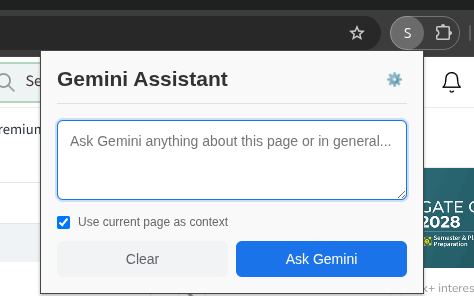 S
Se
Gemini Assistant
remium
Ask Gemini anything about this page or in general...
Use current page as context
Clear
Ask Gemini
GATE
2028
Semester &
Preparation
k+ interes